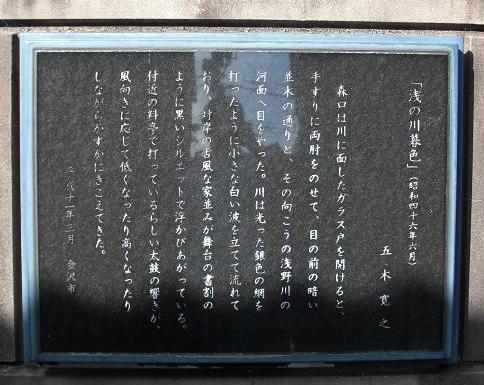 「浅の川暮色」（昭和四十六年六月）
五木寛之
森口は川に面したガラス戸を開けると、
手すりに両肘をのせて、目の前の暗い
並木の通りと、その向こうの浅野川の
河面へ目をやった。川は光った銀色の網を
打ったように小さな白い波を立てて流れて
おり、対岸の古風な家並みが舞台の書割の
ように黒いシルエットで浮かびあがっている。
付近の料亭で打っているらしい太鼓の響きが、
風向きに応じて低くなったり高くなったり
しながらかすかにきこえてきた。
平成十一年三月　金沢市